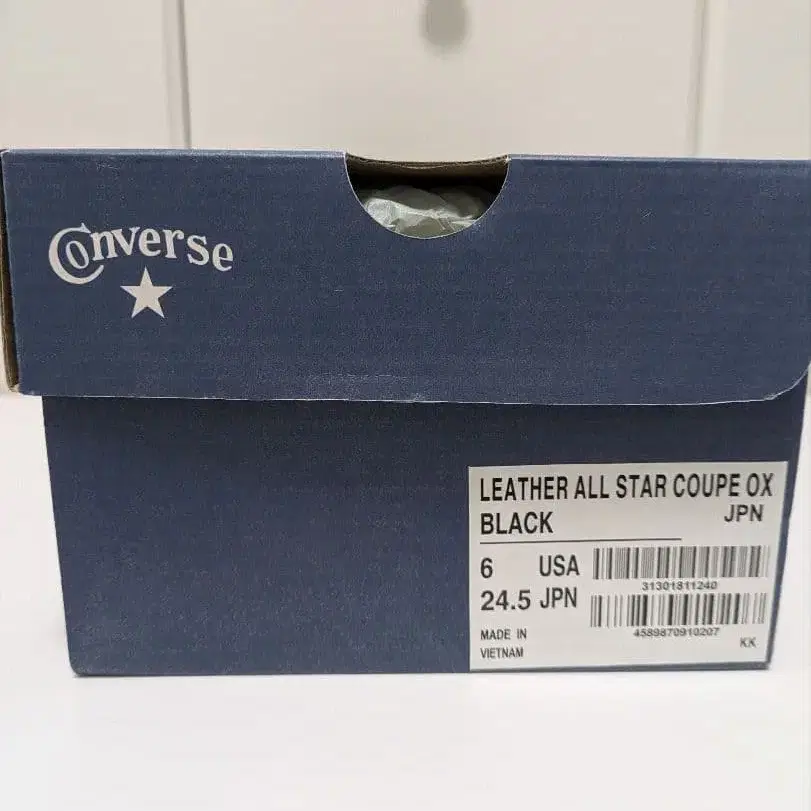 Converse
LEATHER ALL STAR COUPE OX
BLACK JPN
6 USA
31301811240
24.5 JPN
4589870910207
MADE IN
VIETNAM
KK